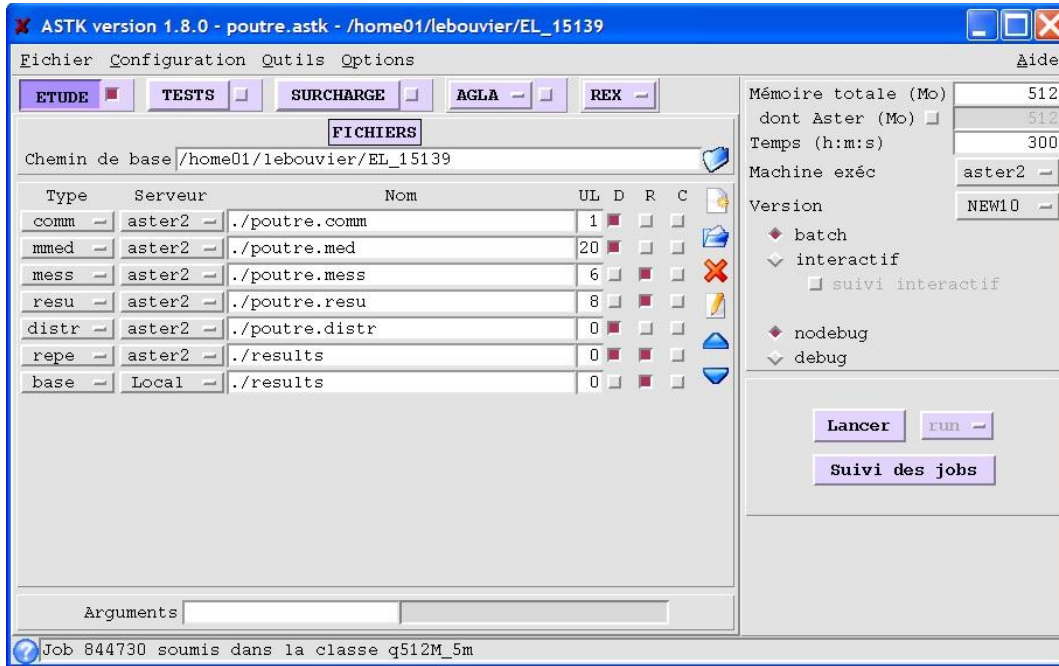 ASTK version 1.8.0 - poutre.astk - /home01/lebouvier/EL_15139
Fichier Configuration Outils Options Aide
ETUDE TESTS SURCHARGE AGLA REX
FICHIERS
Chemin de base /home01/lebouvier/EL_15139
Type Serveur Nom UL D R C
comm aster2 ./poutre.comm 1
mmed aster2 ./poutre.med 20
mess aster2 ./poutre.mess 6
resu aster2 ./poutre.resu 8
distr aster2 ./poutre.distr 0
repe aster2 ./results 0
base Local ./results 0
Arguments
Mémoire totale (Mo) 512
dont Aster (Mo) 512
Temps (h:m:s) 300
Machine exéc aster2
Version NEW10
batch
interactif
suivi interactif
nodebug
debug
Lancer run
Suivi des jobs
Job 844730 soumis dans la classe q512M_5m